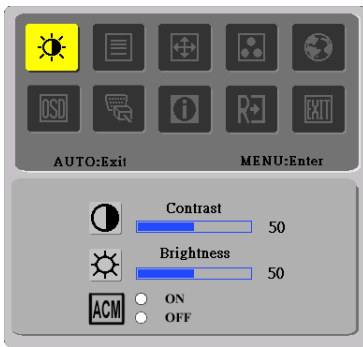 OSD R EXIT
AUTO:Exit MENU:Enter
Contrast
50
Brightness
50
ACM ON
OFF